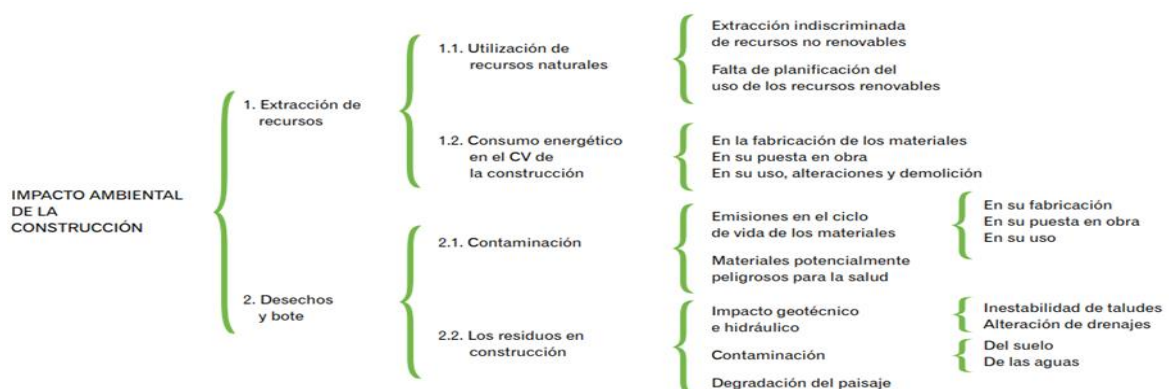 IMPACTO AMBIENTAL
DE LA
CONSTRUCCIÓN
1. Extracción de
recursos
1.1. Utilización de
recursos naturales
Extracción indiscriminada
de recursos no renovables
Falta de planificación del
uso de los recursos renovables
1.2. Consumo energético
en el CV de
la construcción
En la fabricación de los materiales
En su puesta en obra
En su uso, alteraciones y demolición
2. Desechos
y bote
2.1. Contaminación
Emisiones en el ciclo
de vida de los materiales
En su fabricación
En su puesta en obra
En su uso
Materiales potencialmente
peligrosos para la salud
2.2. Los residuos en
construcción
Impacto geotécnico
e hidráulico
Inestabilidad de taludes
Alteración de drenajes
Contaminación
Del suelo
De las aguas
Degradación del paisaje